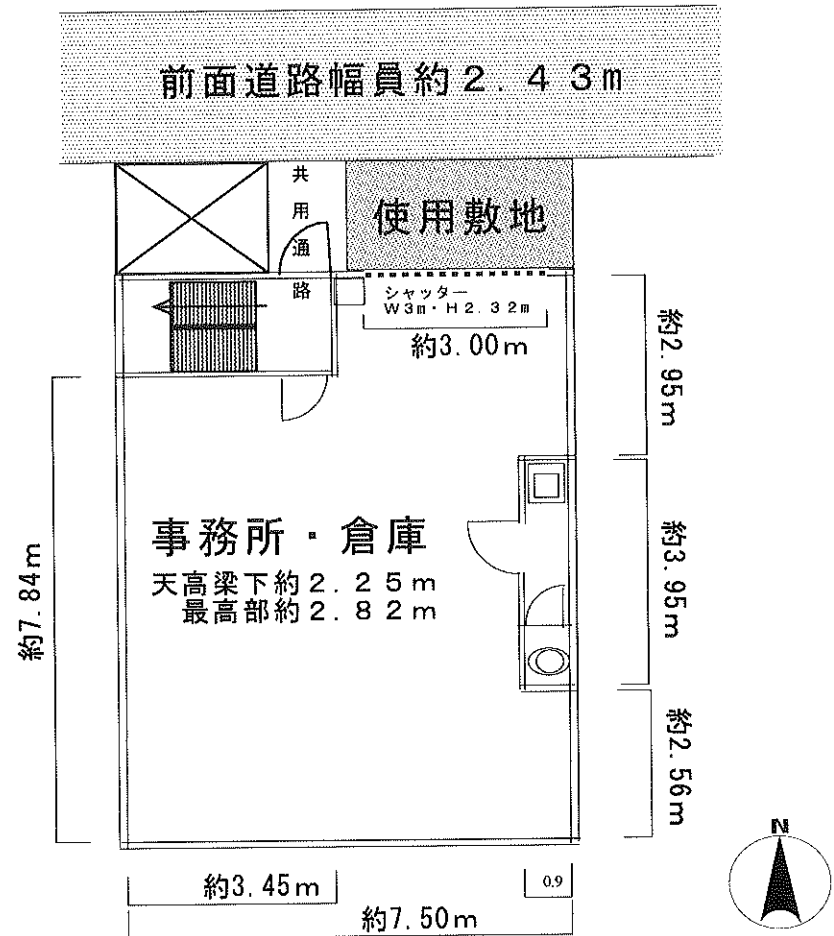 前面道路幅員約2.43m
共用通路
使用敷地
シャッター
W3m・H2.32m
約3.00m
約2.95m
事務所・倉庫
天高梁下約2.25m
最高部約2.82m
約3.95m
約7.84m
約2.56m
約3.45m
0.9
約7.50m
N